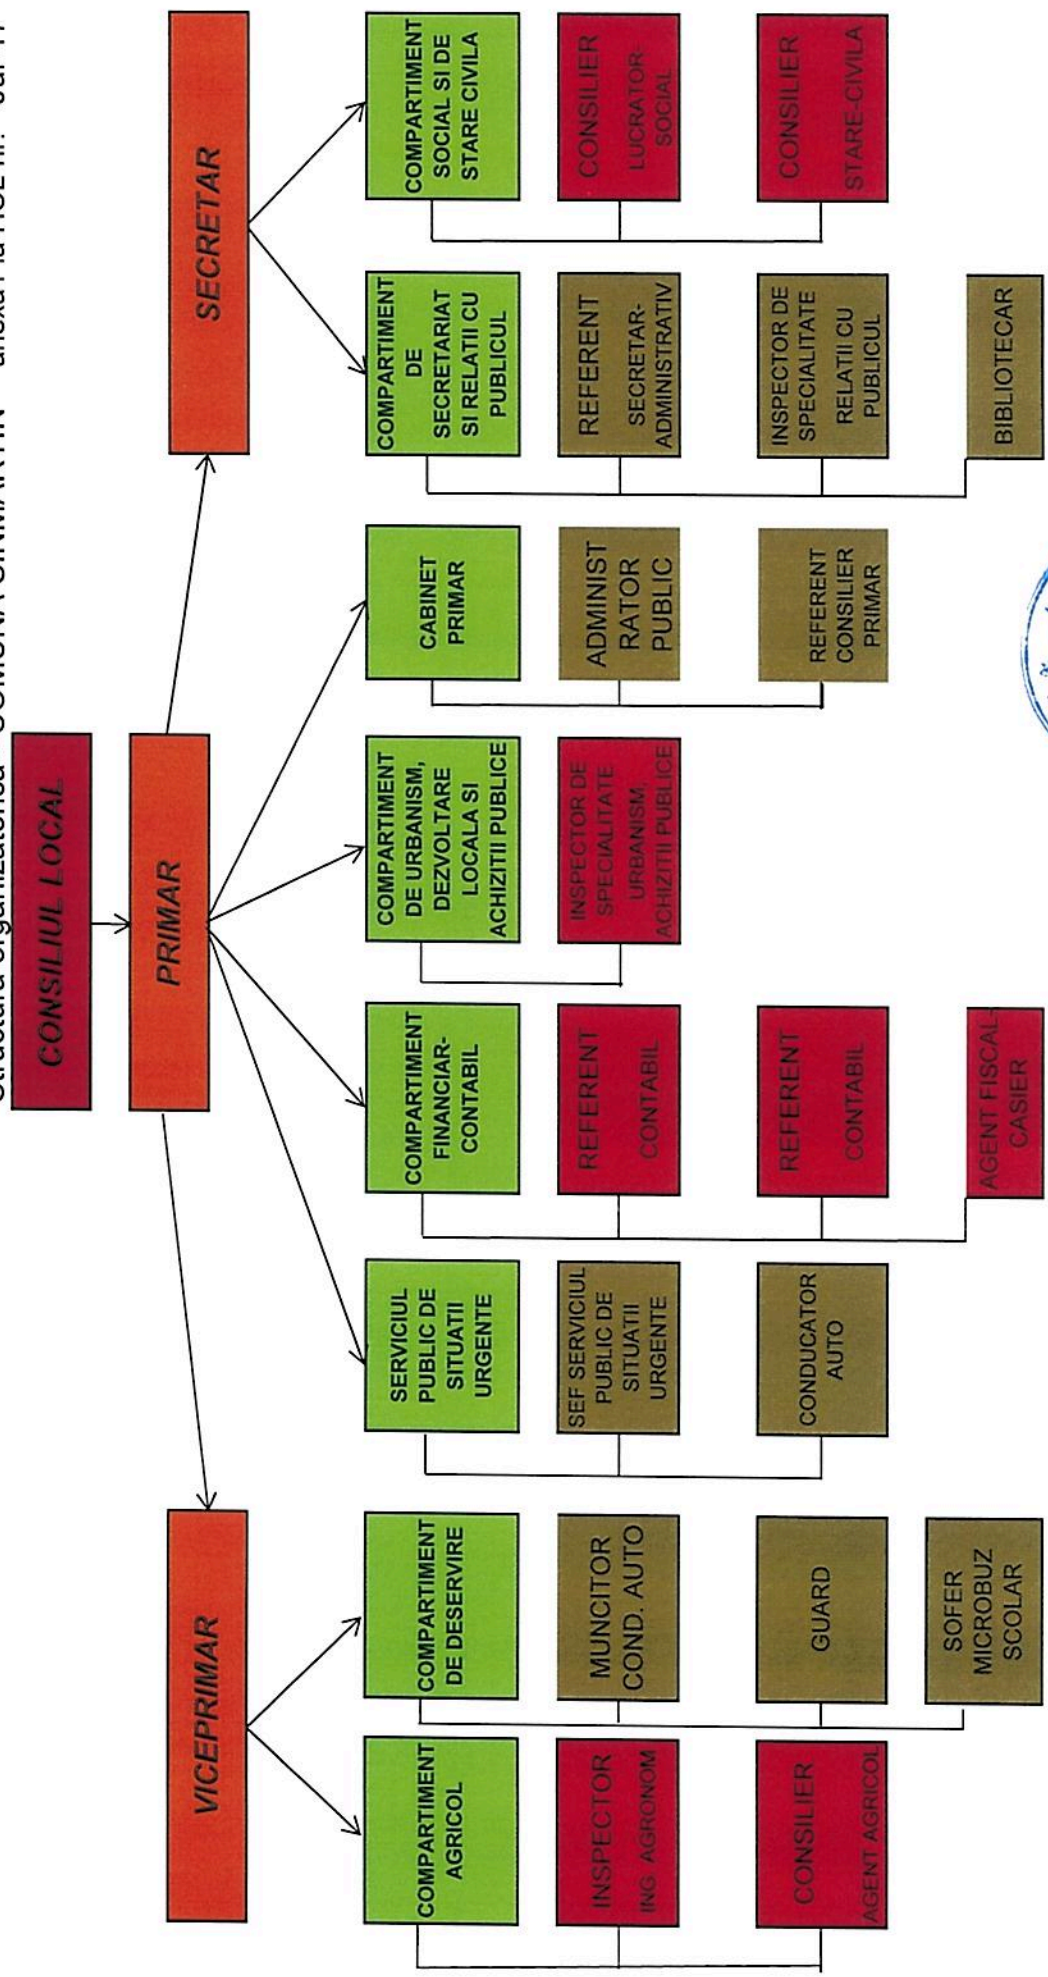 COMUNA SINMARTIN
CONSILIUL LOCAL
PRIMAR
VICEPRIMAR
SECRETAR
COMPARTIMENT
AGRICOL
INSPECTOR
ING AGRONOM
CONSILIER
AGENT AGRICOL
COMPARTIMENT
DE DESERVIRE
MUNCITOR
COND. AUTO
GUARD
SOFER
MICROBUZ
SCOLAR
SERVICIUL
PUBLIC DE
SITUATII
URGENTE
SEF SERVICIUL
PUBLIC DE
SITUATII
URGENTE
CONDUCATOR
AUTO
COMPARTIMENT
FINANCIAR-
CONTABIL
REFERENT
CONTABIL
REFERENT
CONTABIL
AGENT FISCAL-
CASIER
COMPARTIMENT
DE URBANISM,
DEZVOLTARE
LOCALA SI
ACHIZITII PUBLICE
INSPECTOR DE
SPECIALITATE
URBANISM,
ACHIZITII PUBLICE
CABINET
PRIMAR
ADMINIST
RATOR
PUBLIC
REFERENT
CONSILIER
PRIMAR
COMPARTIMENT
DE
SECRETARIAT
SI RELATII CU
PUBLICUL
REFERENT
SECRETAR-
ADMINISTRATIV
INSPECTOR DE
SPECIALITATE
RELATII CU
PUBLICUL
BIBLIOTECAR
COMPARTIMENT
SOCIAL SI DE
STARE CIVILA
CONSILIER
LUCRATOR-
SOCIAL
CONSILIER
STARE-CIVILA